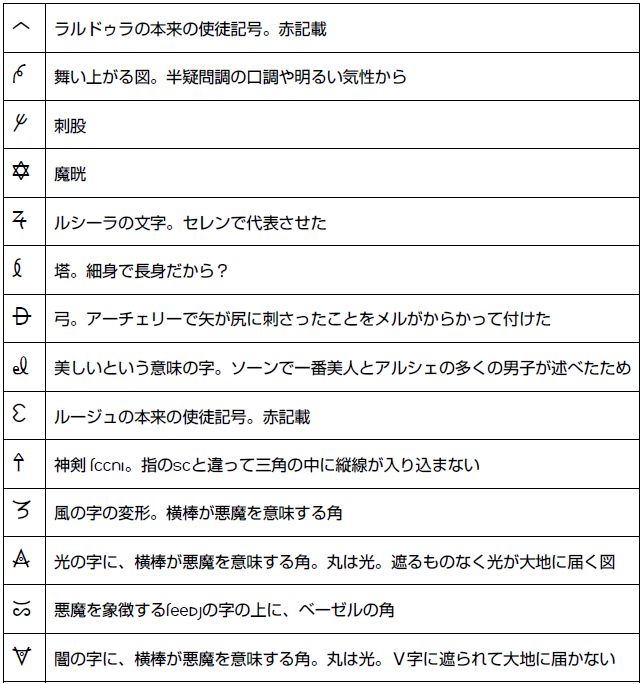 ラルドゥラの本来の使徒記号。赤記載
舞い上がる図。半疑問調の口調や明るい気性から
刺股
魔晄
ルシーラの文字。セレンで代表させた
塔。細身で長身だから？
弓。アーチェリーで矢が尻に刺さったことをメルがからかって付けた
美しいという意味の字。ソーンで一番美人とアルシェの多くの男子が述べたため
ルージュの本来の使徒記号。赤記載
神剣 ſccnı。指のscと違って三角の中に縦線が入り込まない
風の字の変形。横棒が悪魔を意味する角
光の字に、横棒が悪魔を意味する角。丸は光。遮るものなく光が大地に届く図
悪魔を象徴するſeeɒȷの字の上に、ベーゼルの角
闇の字に、横棒が悪魔を意味する角。丸は光。Ｖ字に遮られて大地に届かない